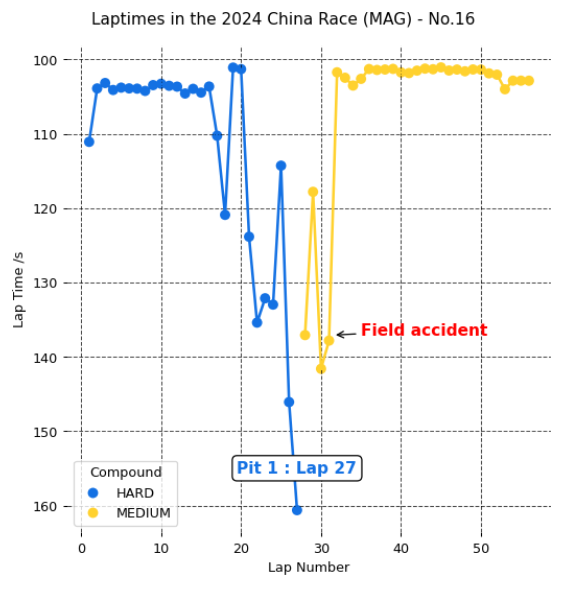 Laptimes in the 2024 China Race (MAG) - No.16
100
110
120
130
140
150
160
Lap Time /s
Field accident
Pit 1 : Lap 27
Compound
HARD
MEDIUM
0
10
20
30
40
50
Lap Number